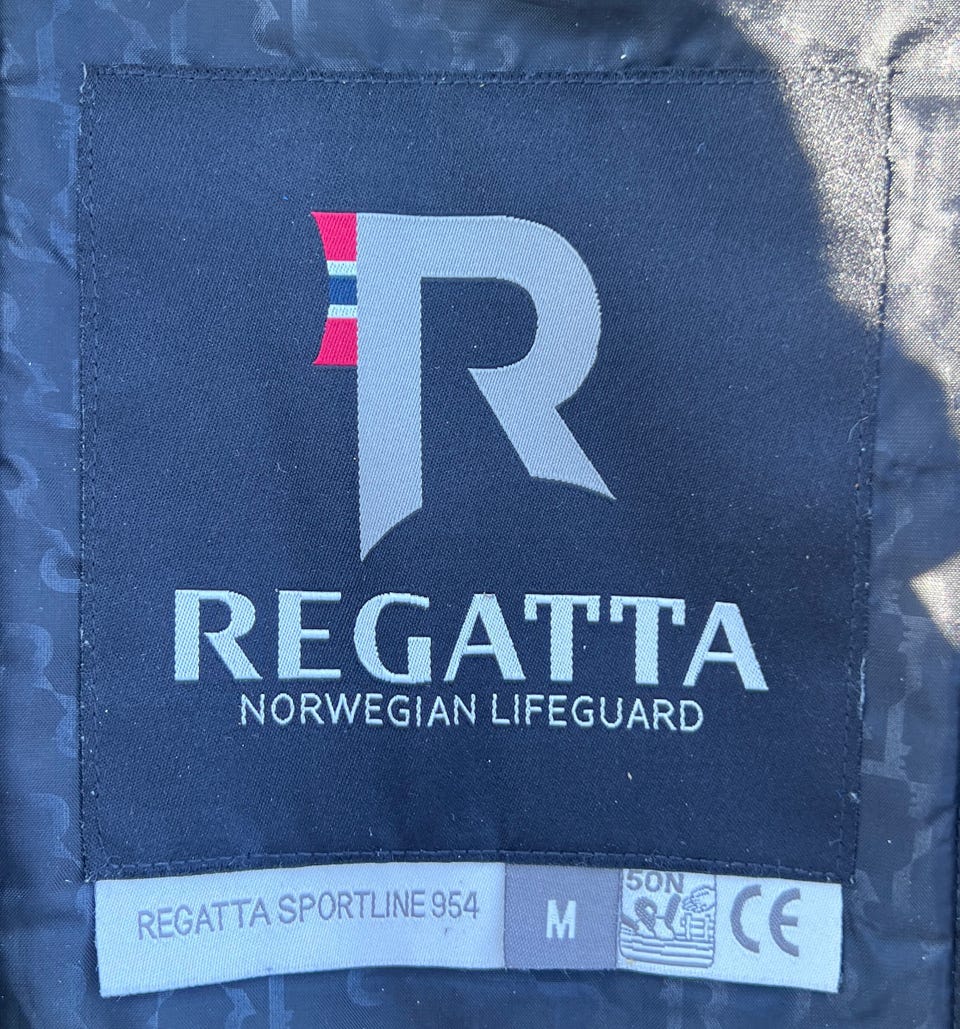 R
REGATTA
NORWEGIAN LIFEGUARD
REGATTA SPORTLINE 954 M 50N CE